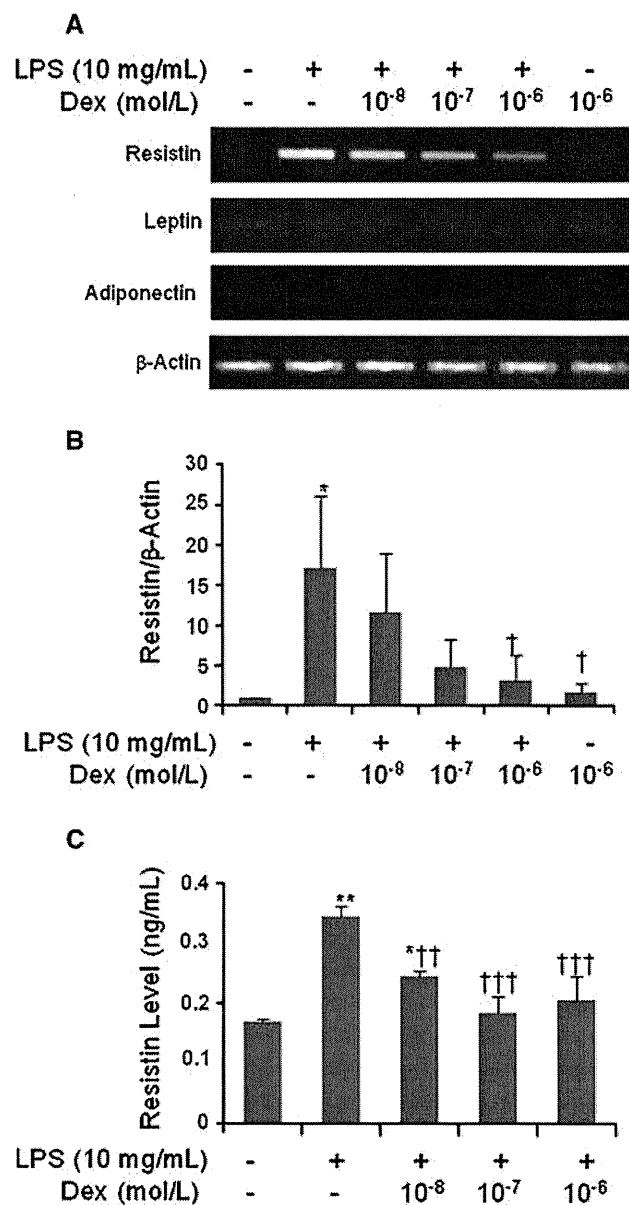 A
LPS (10 mg/mL) - + + + + -
Dex (mol/L) - - 10⁻⁸ 10⁻⁷ 10⁻⁶ 10⁻⁶
Resistin
Leptin
Adiponectin
β-Actin
B
Resistin/β-Actin
30
25
20
15
10
5
0
*
†
†
LPS (10 mg/mL) - + + + + -
Dex (mol/L) - - 10⁻⁸ 10⁻⁷ 10⁻⁶ 10⁻⁶
C
Resistin Level (ng/mL)
0.4
0.3
0.2
0.1
0
**
*††
†††
†††
LPS (10 mg/mL) - + + + +
Dex (mol/L) - - 10⁻⁸ 10⁻⁷ 10⁻⁶